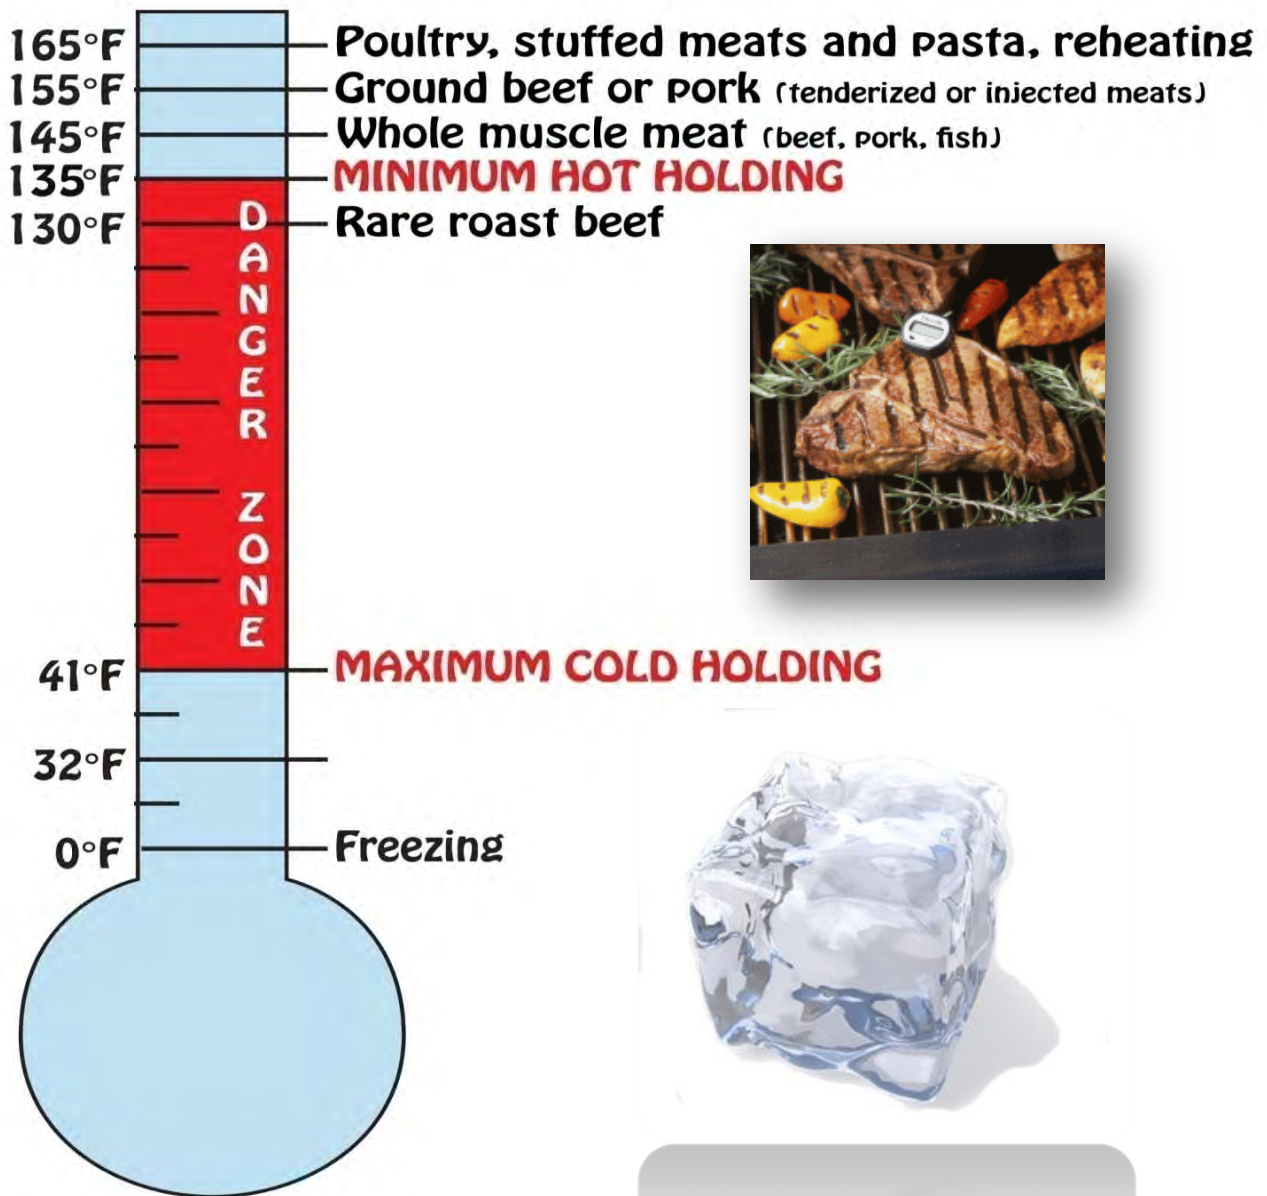 165°F Poultry, stuffed meats and pasta, reheating
155°F Ground beef or pork (tenderized or injected meats)
145°F Whole muscle meat (beef, pork, fish)
135°F MINIMUM HOT HOLDING
130°F Rare roast beef
DANGER ZONE
41°F MAXIMUM COLD HOLDING
32°F
0°F Freezing